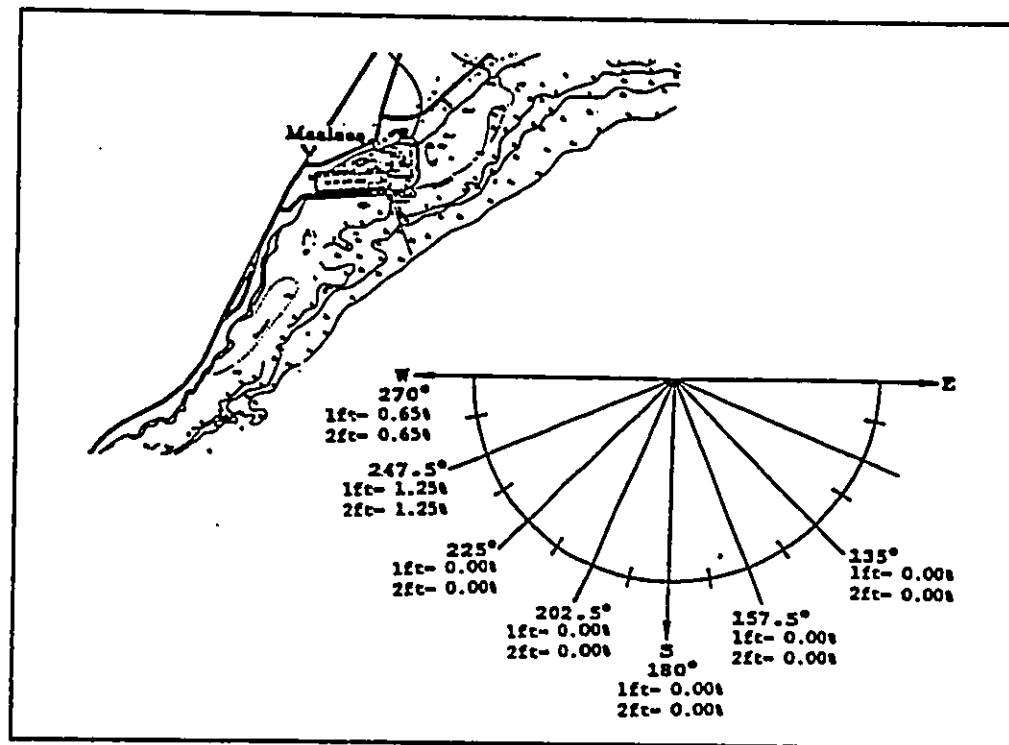 Maalaea
W
E
270°
1ft= 0.65%
2ft= 0.65%
247.5°
1ft= 1.25%
2ft= 1.25%
225°
1ft= 0.00%
2ft= 0.00%
202.5°
1ft= 0.00%
2ft= 0.00%
S
180°
1ft= 0.00%
2ft= 0.00%
157.5°
1ft= 0.00%
2ft= 0.00%
135°
1ft= 0.00%
2ft= 0.00%